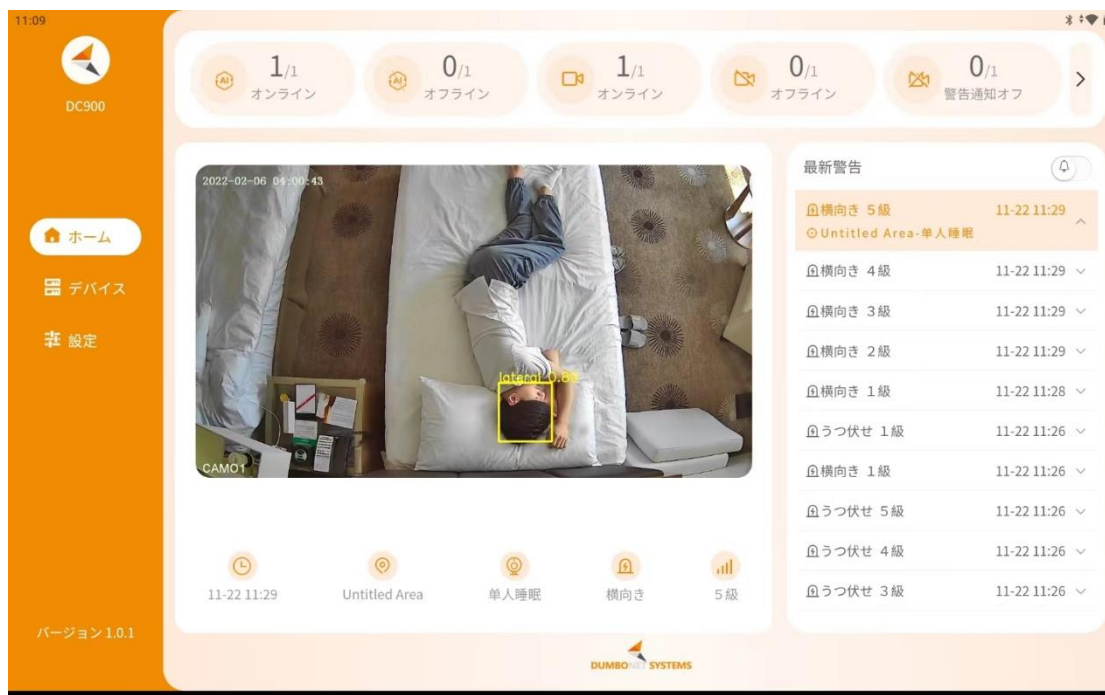 11:09
DC900
ホーム
デバイス
設定
バージョン 1.0.1
1/1
オンライン
0/1
オフライン
1/1
オンライン
0/1
オフライン
0/1
警告通知オフ
2022-02-06 04:00:43
lateral 0.88
CAM01
11-22 11:29
Untitled Area
单人睡眠
横向き
5級
最新警告
横向き 5級 11-22 11:29
Untitled Area-单人睡眠
横向き 4級 11-22 11:29
横向き 3級 11-22 11:29
横向き 2級 11-22 11:29
横向き 1級 11-22 11:28
うつ伏せ 1級 11-22 11:26
横向き 1級 11-22 11:26
うつ伏せ 5級 11-22 11:26
うつ伏せ 4級 11-22 11:26
うつ伏せ 3級 11-22 11:26
DUMBO NET SYSTEMS